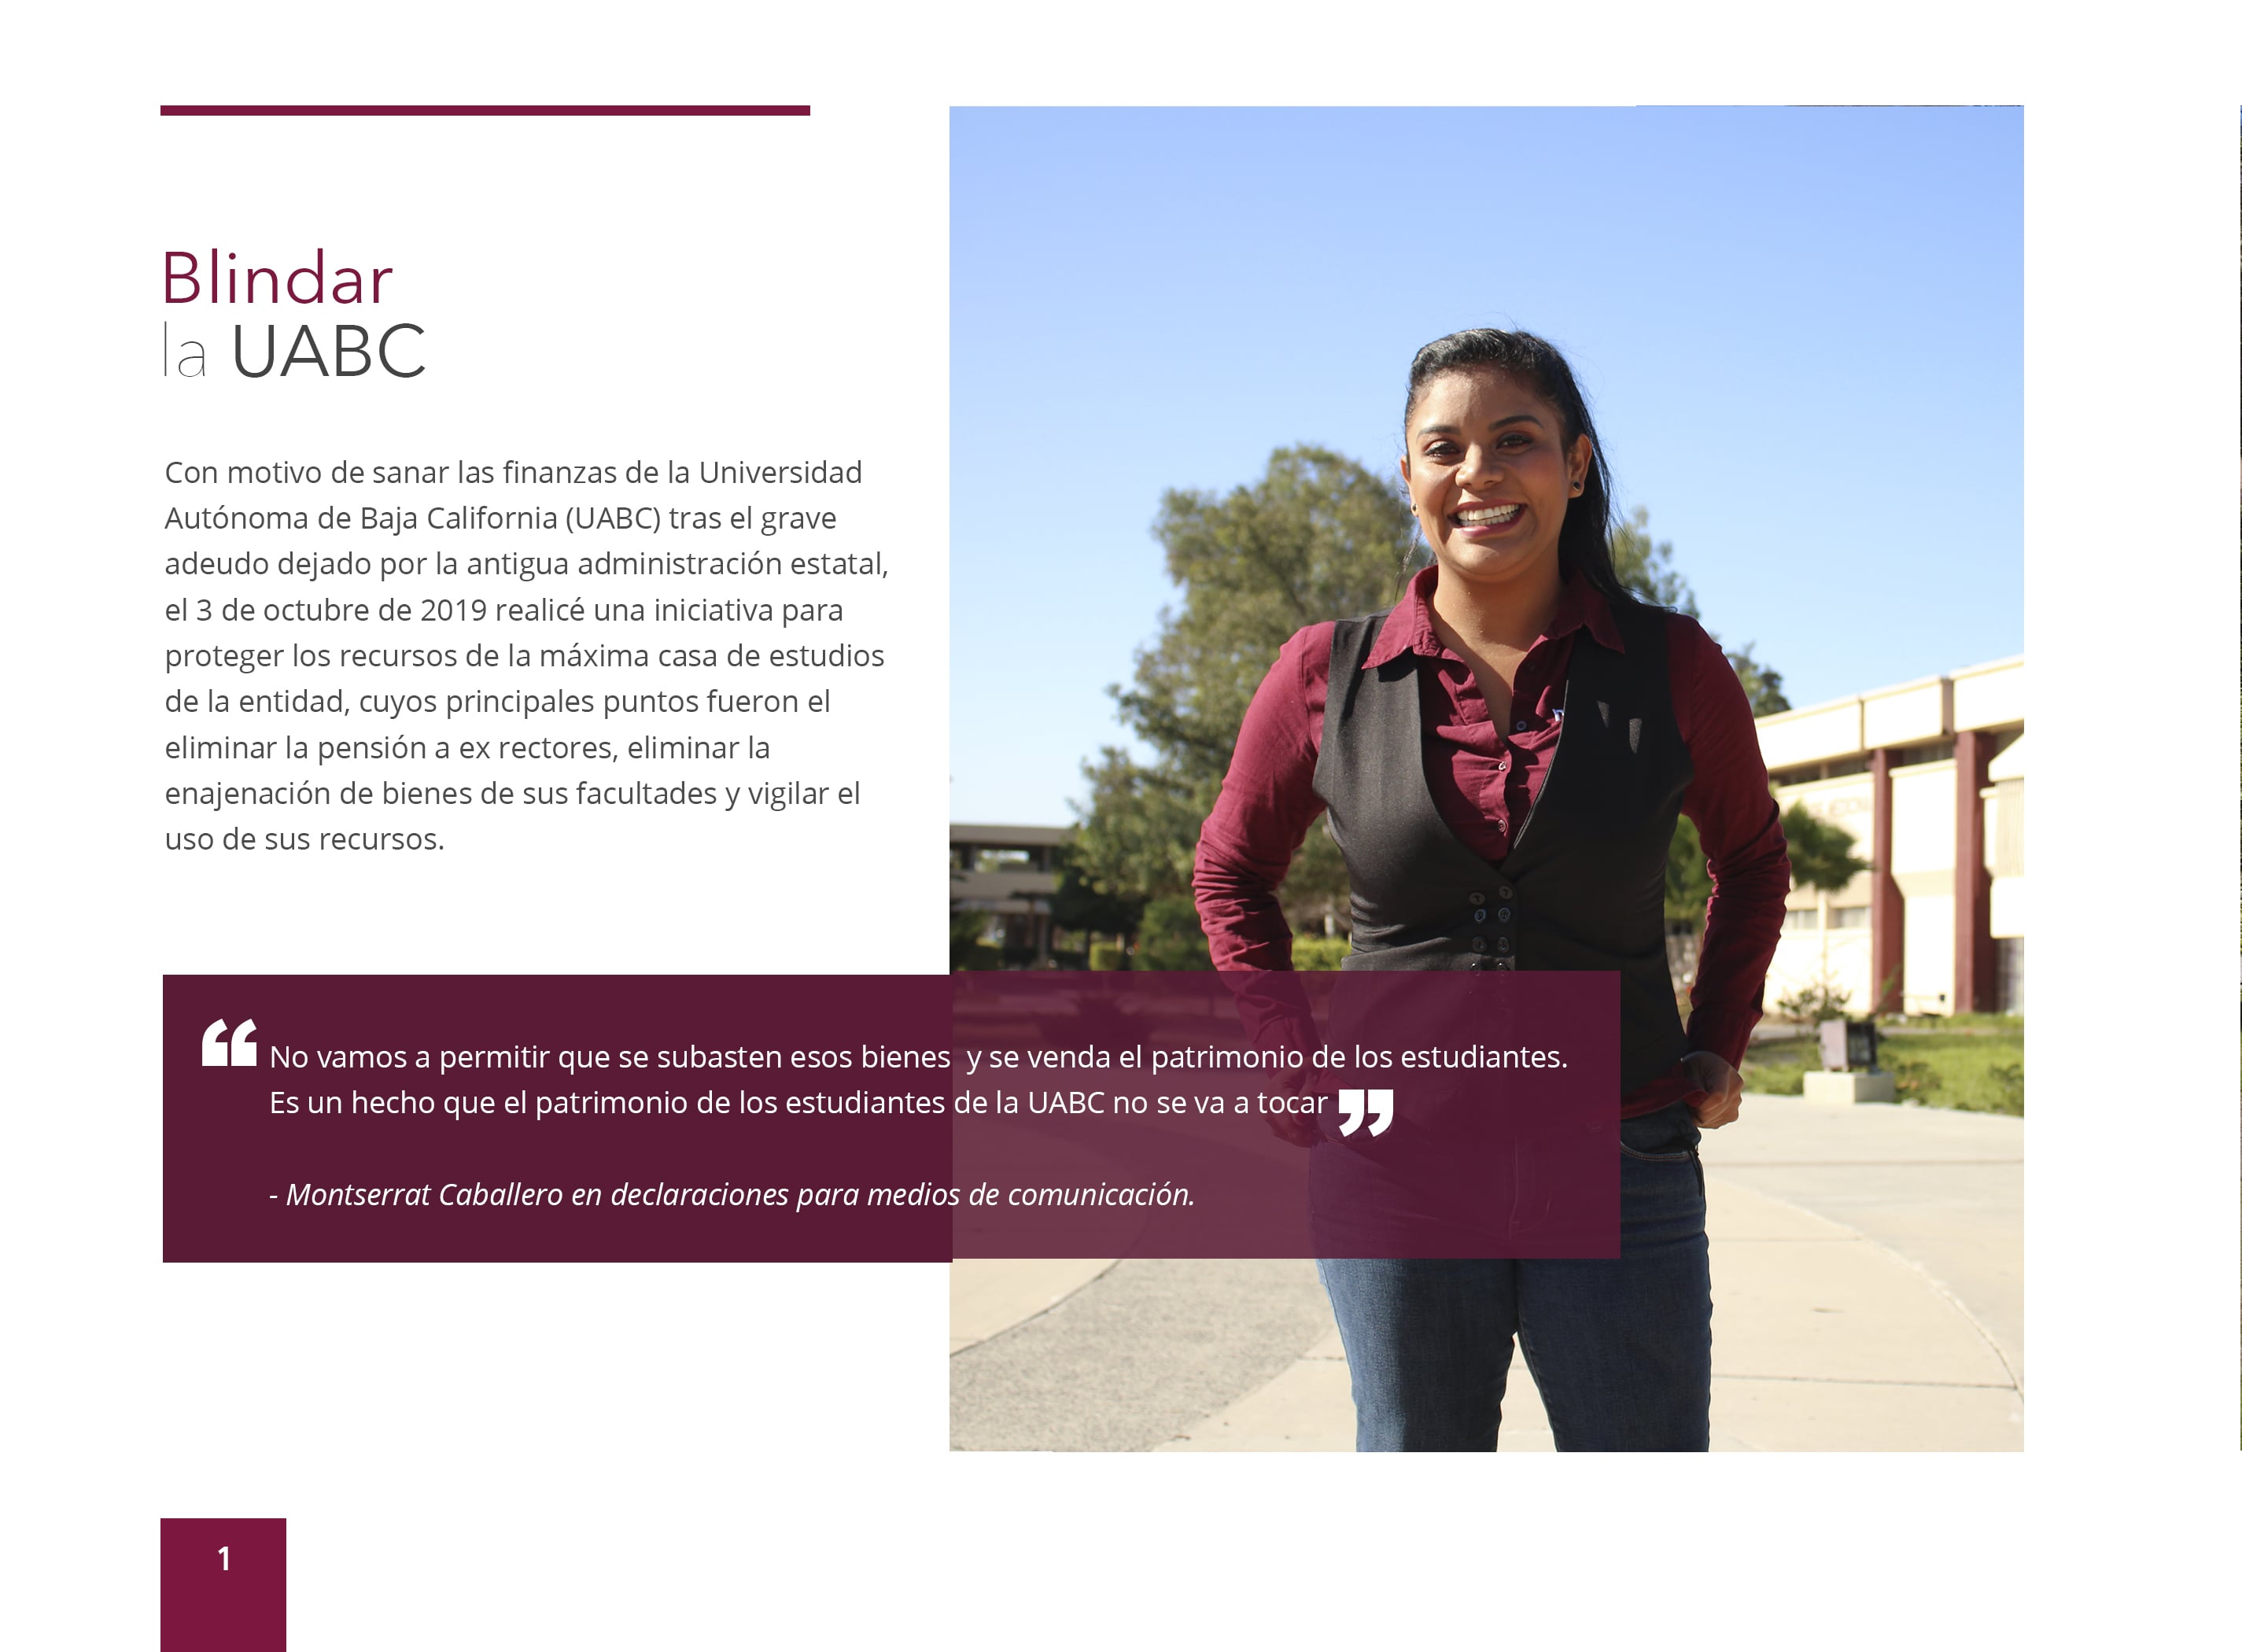 Blindar
la UABC
Con motivo de sanar las finanzas de la Universidad
Autónoma de Baja California (UABC) tras el grave
adeudo dejado por la antigua administración estatal,
el 3 de octubre de 2019 realicé una iniciativa para
proteger los recursos de la máxima casa de estudios
de la entidad, cuyos principales puntos fueron el
eliminar la pensión a ex rectores, eliminar la
enajenación de bienes de sus facultades y vigilar el
uso de sus recursos.
“ No vamos a permitir que se subasten esos bienes y se venda el patrimonio de los estudiantes.
Es un hecho que el patrimonio de los estudiantes de la UABC no se va a tocar ”
- Montserrat Caballero en declaraciones para medios de comunicación.
1